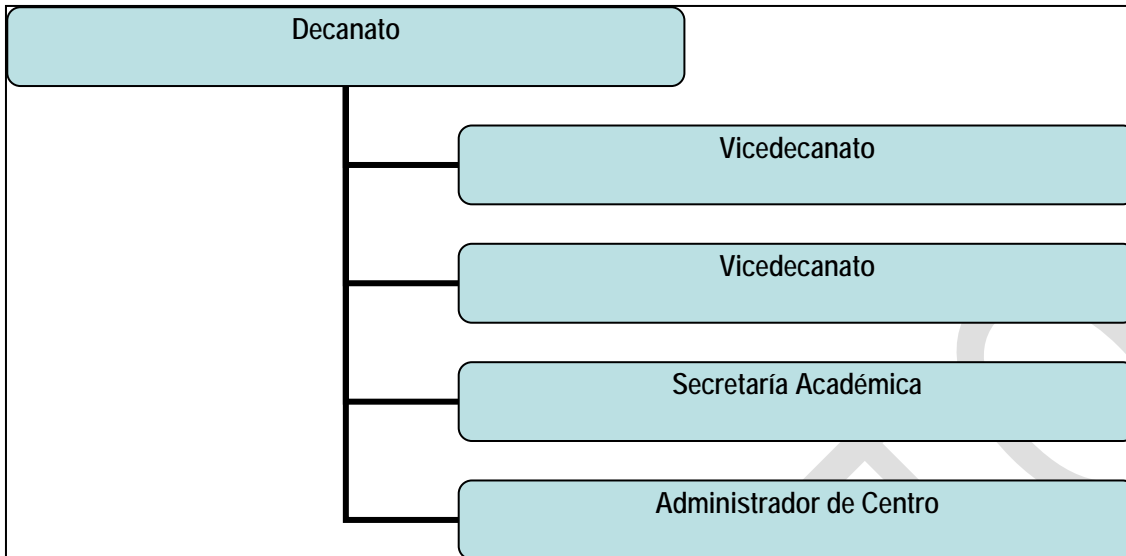 Decanato
Vicedecanato
Vicedecanato
Secretaría Académica
Administrador de Centro